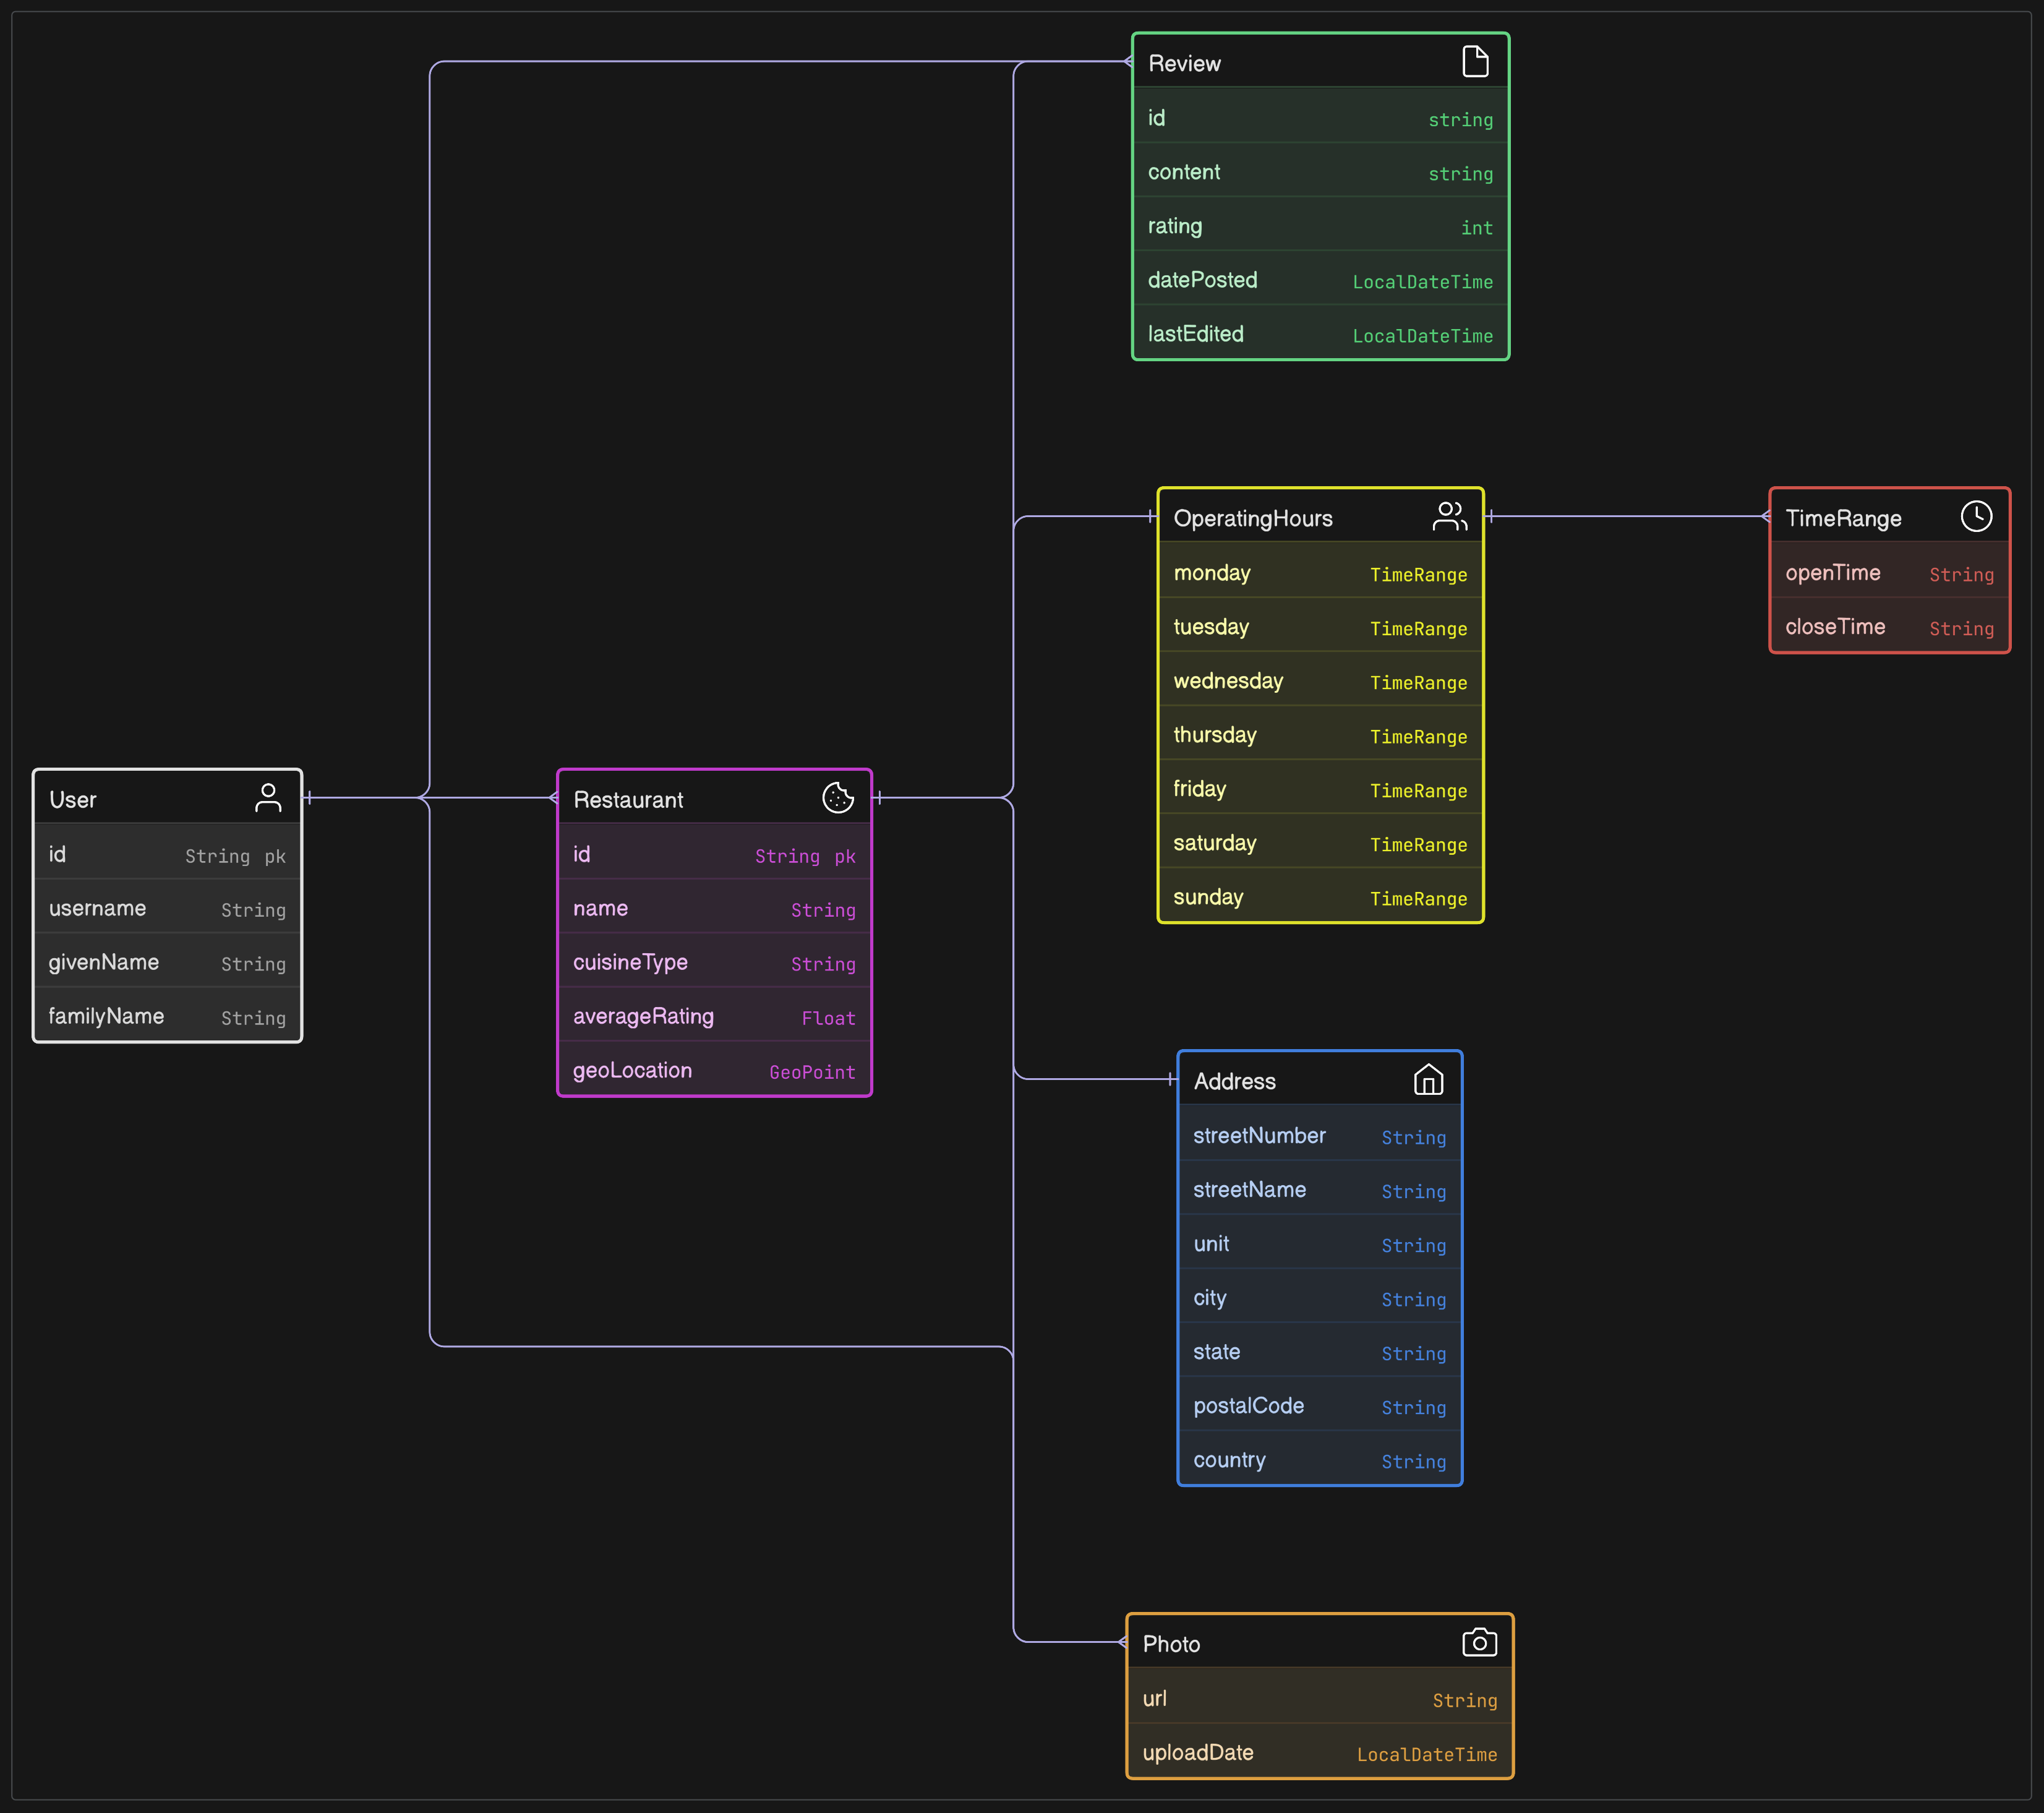 Review
id string
content string
rating int
datePosted LocalDateTime
lastEdited LocalDateTime
OperatingHours
monday TimeRange
tuesday TimeRange
wednesday TimeRange
thursday TimeRange
friday TimeRange
saturday TimeRange
sunday TimeRange
TimeRange
openTime String
closeTime String
User
id String pk
username String
givenName String
familyName String
Restaurant
id String pk
name String
cuisineType String
averageRating Float
geoLocation GeoPoint
Address
streetNumber String
streetName String
unit String
city String
state String
postalCode String
country String
Photo
url String
uploadDate LocalDateTime